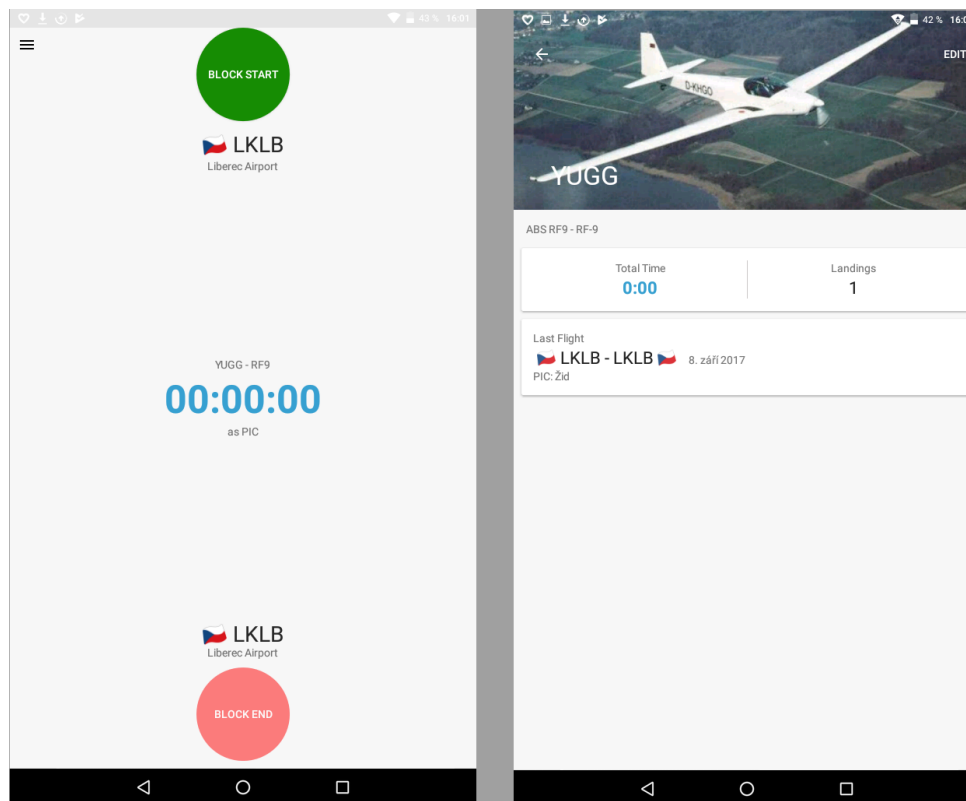 43 % 16:01
BLOCK START
LKLB
Liberec Airport
YUGG - RF9
00:00:00
as PIC
LKLB
Liberec Airport
BLOCK END
42 %
EDIT
D-KHGO
YUGG
ABS RF9 - RF-9
Total Time
0:00
Landings
1
Last Flight
LKLB - LKLB 8. září 2017
PIC: Žid